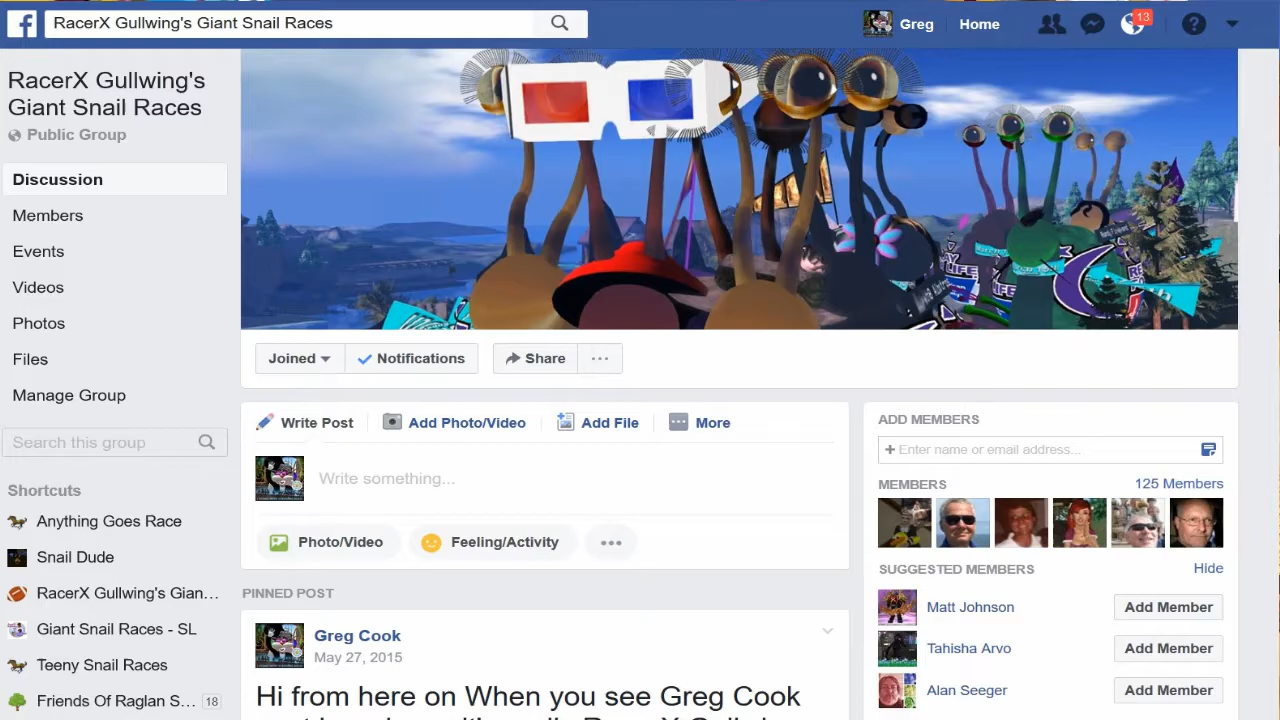 RacerX Gullwing's Giant Snail Races
Greg
Home
13
?
RacerX Gullwing's
Giant Snail Races
Public Group
Discussion
Members
Events
Videos
Photos
Files
Manage Group
Search this group
Shortcuts
Anything Goes Race
Snail Dude
RacerX Gullwing's Gian...
Giant Snail Races - SL
Teeny Snail Races
Friends Of Raglan S...
18
LIFE
Joined
Notifications
Share
...
Write Post
Add Photo/Video
Add File
More
Write something...
Photo/Video
Feeling/Activity
...
PINNED POST
Greg Cook
May 27, 2015
Hi from here on When you see Greg Cook
ADD MEMBERS
+ Enter name or email address...
MEMBERS
125 Members
SUGGESTED MEMBERS
Hide
Matt Johnson
Add Member
Tahisha Arvo
Add Member
Alan Seeger
Add Member